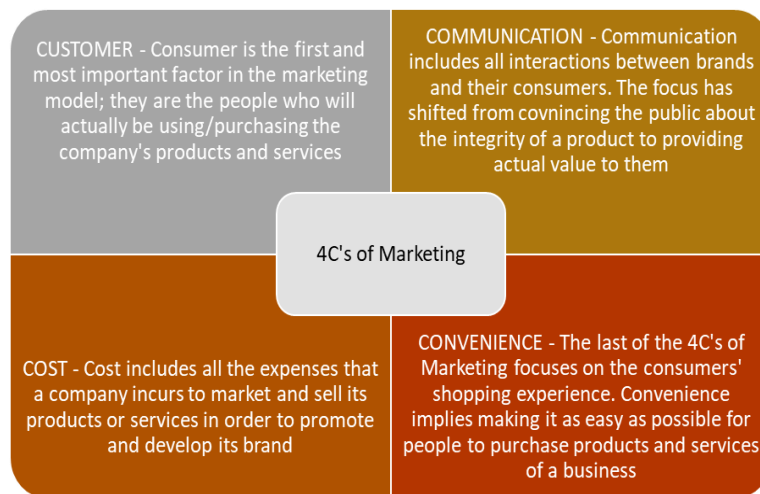 CUSTOMER - Consumer is the first and
most important factor in the marketing
model; they are the people who will
actually be using/purchasing the
company's products and services
COMMUNICATION - Communication
includes all interactions between brands
and their consumers. The focus has
shifted from covnincing the public about
the integrity of a product to providing
actual value to them
4C's of Marketing
COST - Cost includes all the expenses that
a company incurs to market and sell its
products or services in order to promote
and develop its brand
CONVENIENCE - The last of the 4C's of
Marketing focuses on the consumers'
shopping experience. Convenience
implies making it as easy as possible for
people to purchase products and services
of a business